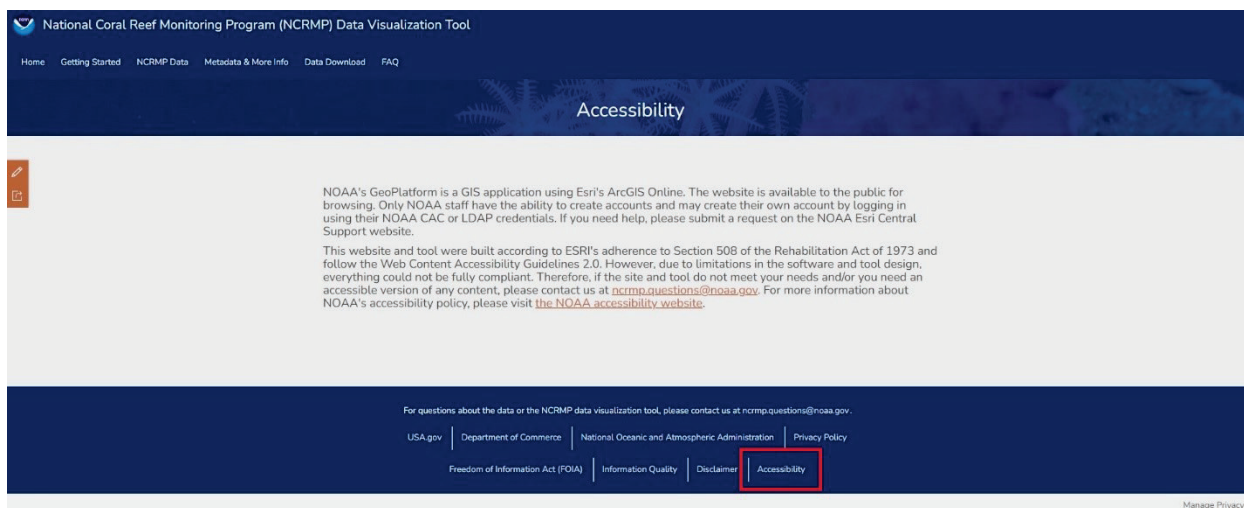 National Coral Reef Monitoring Program (NCRMP) Data Visualization Tool
Home Getting Started NCRMP Data Metadata & More Info Data Download FAQ
Accessibility
NOAA's GeoPlatform is a GIS application using Esri's ArcGIS Online. The website is available to the public for
browsing. Only NOAA staff have the ability to create accounts and may create their own account by logging in
using their NOAA CAC or LDAP credentials. If you need help, please submit a request on the NOAA Esri Central
Support website.
This website and tool were built according to ESRI's adherence to Section 508 of the Rehabilitation Act of 1973 and
follow the Web Content Accessibility Guidelines 2.0. However, due to limitations in the software and tool design,
everything could not be fully compliant. Therefore, if the site and tool do not meet your needs and/or you need an
accessible version of any content, please contact us at ncrmp.questions@noaa.gov. For more information about
NOAA's accessibility policy, please visit the NOAA accessibility website.
For questions about the data or the NCRMP data visualization tool, please contact us at ncrmp.questions@noaa.gov.
USA.gov Department of Commerce National Oceanic and Atmospheric Administration Privacy Policy
Freedom of Information Act (FOIA) Information Quality Disclaimer Accessibility
Manage Privacy